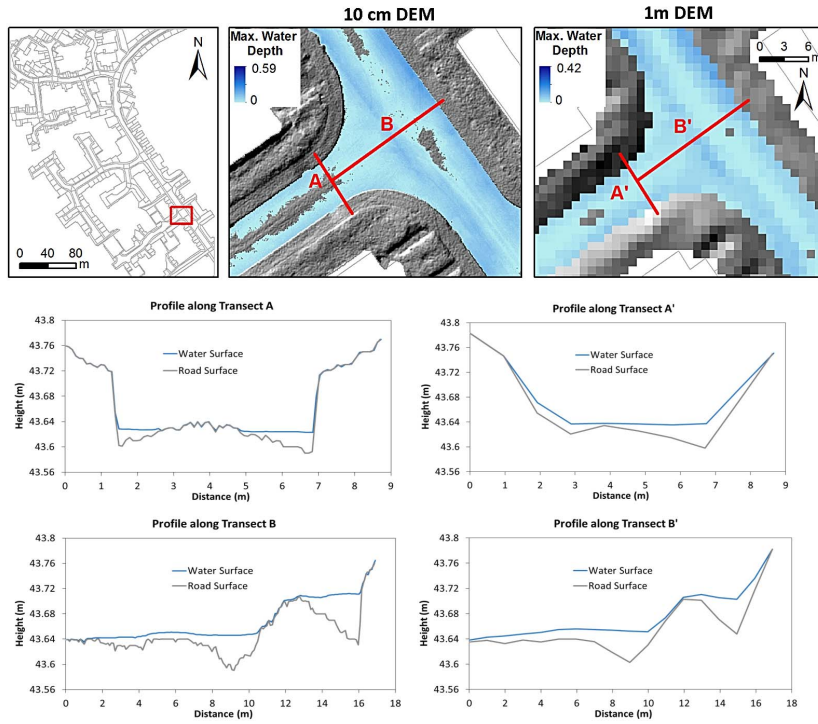 10 cm DEM
1m DEM
N
0 40 80
m
Max. Water
Depth
0.59
0
N
A
B
Max. Water
Depth
0.42
0
0 3 6
m
N
A'
B'
Profile along Transect A
43.8
43.76
43.72
43.68
43.64
43.6
43.56
Height (m)
Water Surface
Road Surface
0 1 2 3 4 5 6 7 8 9
Distance (m)
Profile along Transect A'
43.8
43.76
43.72
43.68
43.64
43.6
43.56
Height (m)
Water Surface
Road Surface
0 1 2 3 4 5 6 7 8 9
Distance (m)
Profile along Transect B
43.8
43.76
43.72
43.68
43.64
43.6
43.56
Height (m)
Water Surface
Road Surface
0 2 4 6 8 10 12 14 16 18
Distance (m)
Profile along Transect B'
43.8
43.76
43.72
43.68
43.64
43.6
43.56
Height (m)
Water Surface
Road Surface
0 2 4 6 8 10 12 14 16 18
Distance (m)